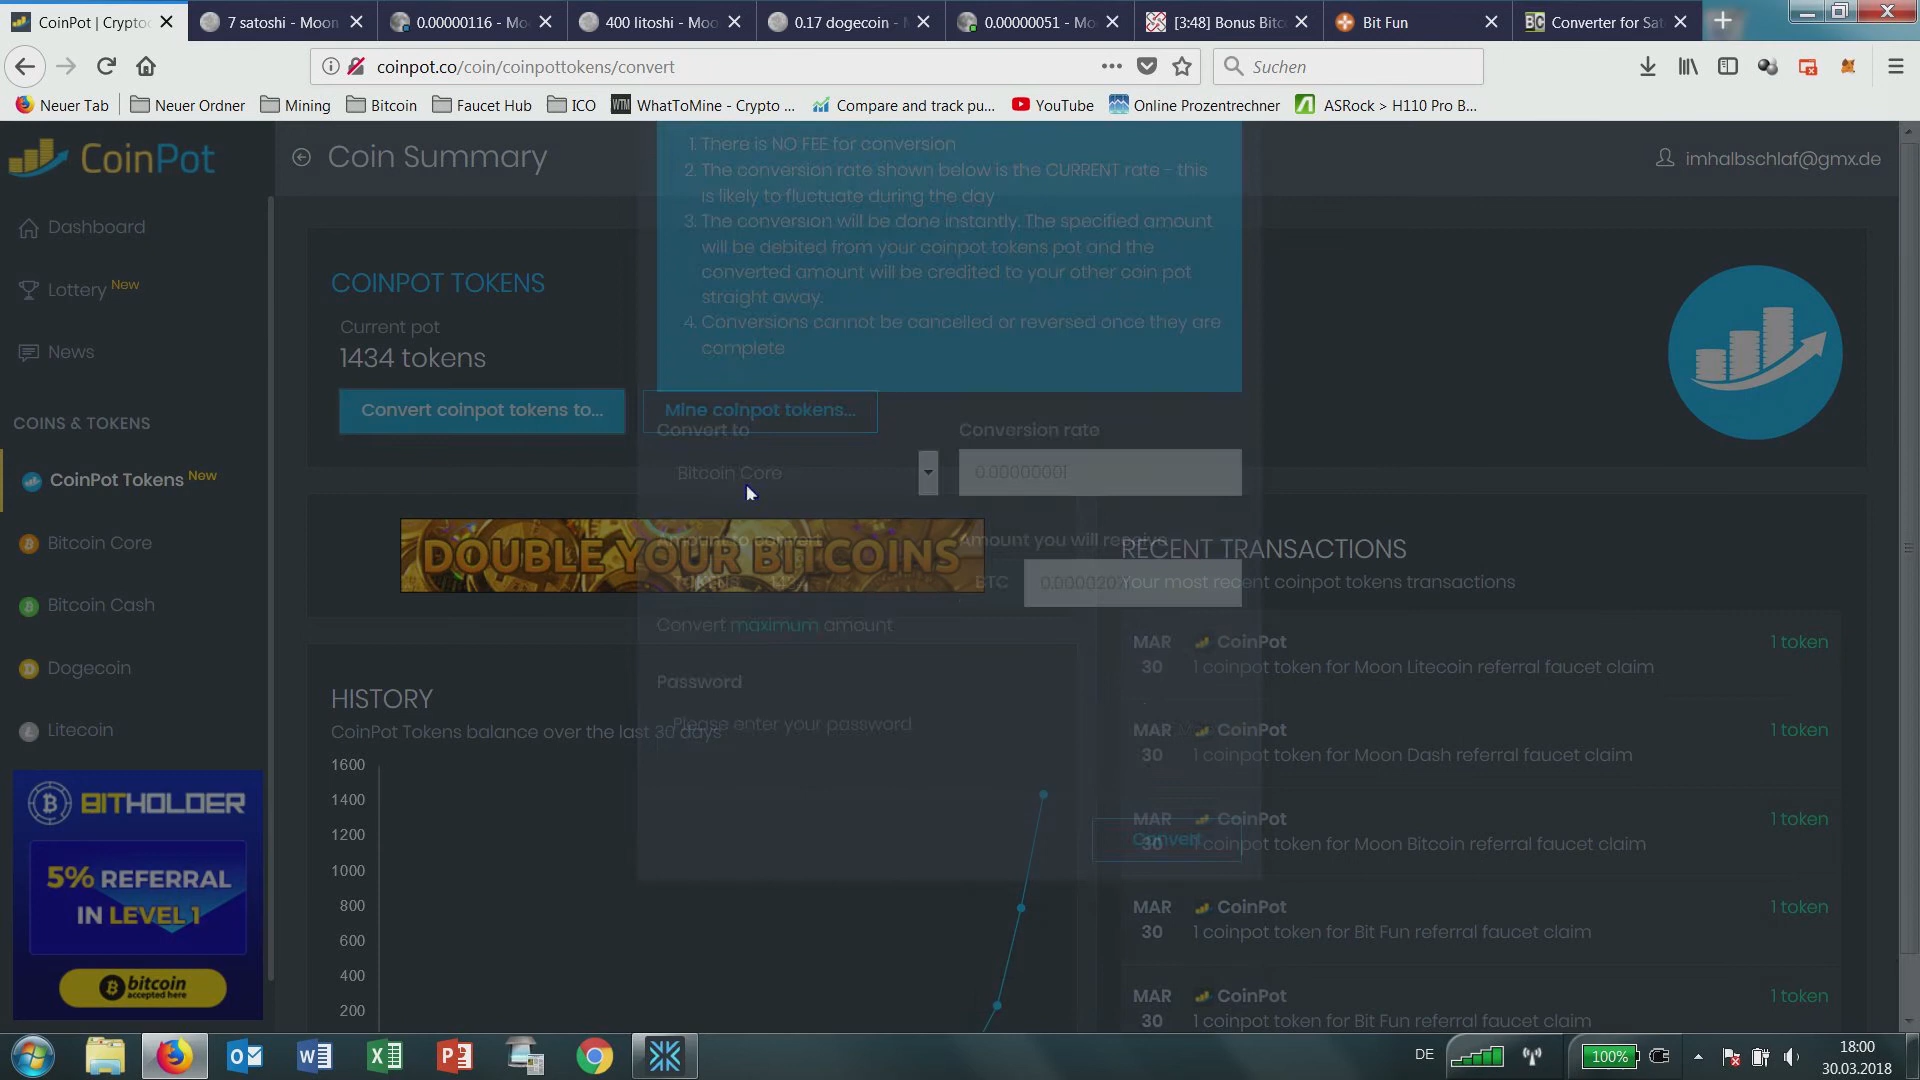 CoinPot | Cryptoc
7 satoshi - Moon
0.00000116 - Mo
400 litoshi - Moo
0.17 dogecoin -
0.00000051 - Mo
[3:48] Bonus Bitc
Bit Fun
Converter for Sat
coinpot.co/coin/coinpottokens/convert
Suchen
Neuer Tab
Neuer Ordner
Mining
Bitcoin
Faucet Hub
ICO
WTM
WhatToMine - Crypto ...
Compare and track pu...
YouTube
Online Prozentrechner
ASRock > H110 Pro B...
CoinPot
Coin Summary
imhalbschlaf@gmx.de
1. There is NO FEE for conversion
2. The conversion rate shown below is the CURRENT rate - this
is likely to fluctuate during the day
3. The conversion will be done instantly. The specified amount
will be debited from your coinpot tokens pot and the
converted amount will be credited to your other coin pot
straight away.
4. Conversions cannot be cancelled or reversed once they are
complete
Dashboard
Lottery New
News
COINS & TOKENS
CoinPot Tokens New
Bitcoin Core
Bitcoin Cash
Dogecoin
Litecoin
COINPOT TOKENS
Current pot
1434 tokens
Convert coinpot tokens to...
Mine coinpot tokens...
Convert to
Bitcoin Core
Conversion rate
Amount to convert
Amount you will receive
TOKENS
BTC
Convert maximum amount
Password
Please enter your password
Convert
DOUBLE YOUR BITCOINS
HISTORY
CoinPot Tokens balance over the last 30 days
1600
1400
1200
1000
800
600
400
200
RECENT TRANSACTIONS
Your most recent coinpot tokens transactions
MAR
30
CoinPot
1 token
1 coinpot token for Moon Litecoin referral faucet claim
MAR
30
CoinPot
1 token
1 coinpot token for Moon Dash referral faucet claim
MAR
30
CoinPot
1 token
1 coinpot token for Moon Bitcoin referral faucet claim
MAR
30
CoinPot
1 token
1 coinpot token for Bit Fun referral faucet claim
MAR
30
CoinPot
1 token
1 coinpot token for Bit Fun referral faucet claim
BITHOLDER
5% REFERRAL
IN LEVEL 1
bitcoin
accepted here
DE
100%
18:00
30.03.2018